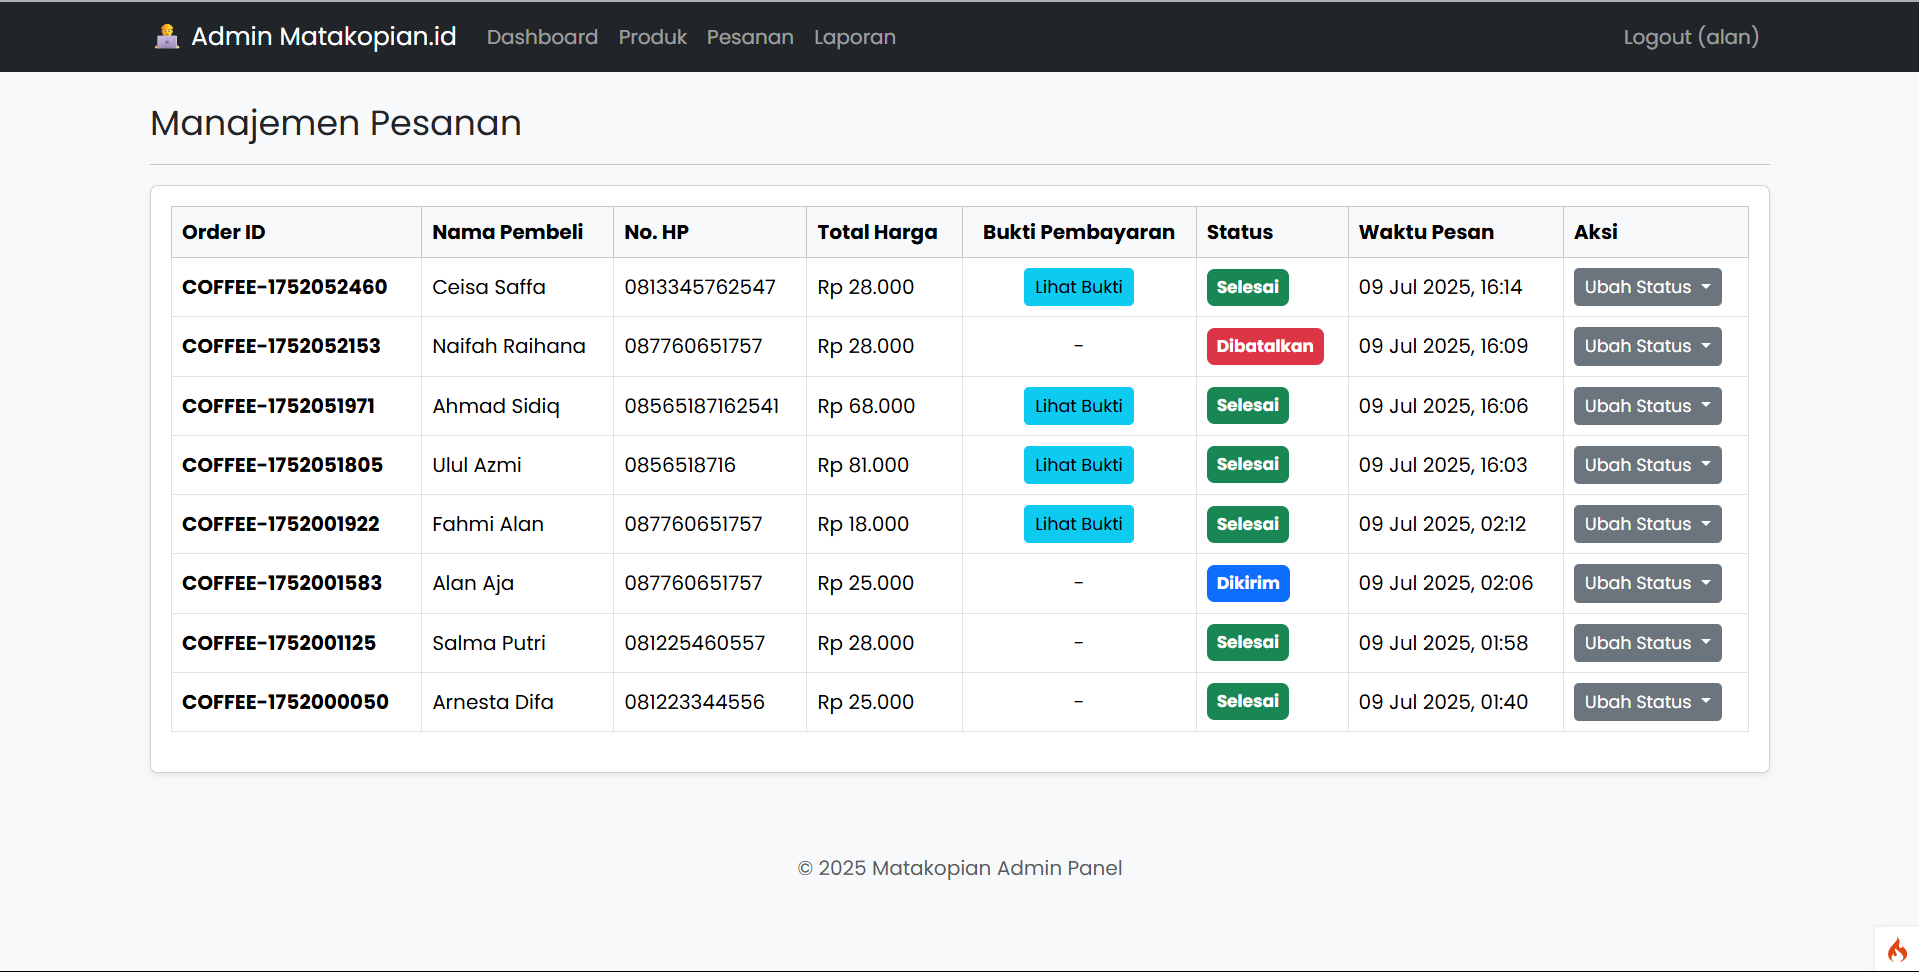 Admin Matakopian.id Dashboard Produk Pesanan Laporan Logout (alan)
Manajemen Pesanan
Order ID Nama Pembeli No. HP Total Harga Bukti Pembayaran Status Waktu Pesan Aksi
COFFEE-1752052460 Ceisa Saffa 0813345762547 Rp 28.000 Lihat Bukti Selesai 09 Jul 2025, 16:14 Ubah Status
COFFEE-1752052153 Naifah Raihana 087760651757 Rp 28.000 - Dibatalkan 09 Jul 2025, 16:09 Ubah Status
COFFEE-1752051971 Ahmad Sidiq 08565187162541 Rp 68.000 Lihat Bukti Selesai 09 Jul 2025, 16:06 Ubah Status
COFFEE-1752051805 Ulul Azmi 0856518716 Rp 81.000 Lihat Bukti Selesai 09 Jul 2025, 16:03 Ubah Status
COFFEE-1752001922 Fahmi Alan 087760651757 Rp 18.000 Lihat Bukti Selesai 09 Jul 2025, 02:12 Ubah Status
COFFEE-1752001583 Alan Aja 087760651757 Rp 25.000 - Dikirim 09 Jul 2025, 02:06 Ubah Status
COFFEE-1752001125 Salma Putri 081225460557 Rp 28.000 - Selesai 09 Jul 2025, 01:58 Ubah Status
COFFEE-1752000050 Arnesta Difa 081223344556 Rp 25.000 - Selesai 09 Jul 2025, 01:40 Ubah Status
© 2025 Matakopian Admin Panel